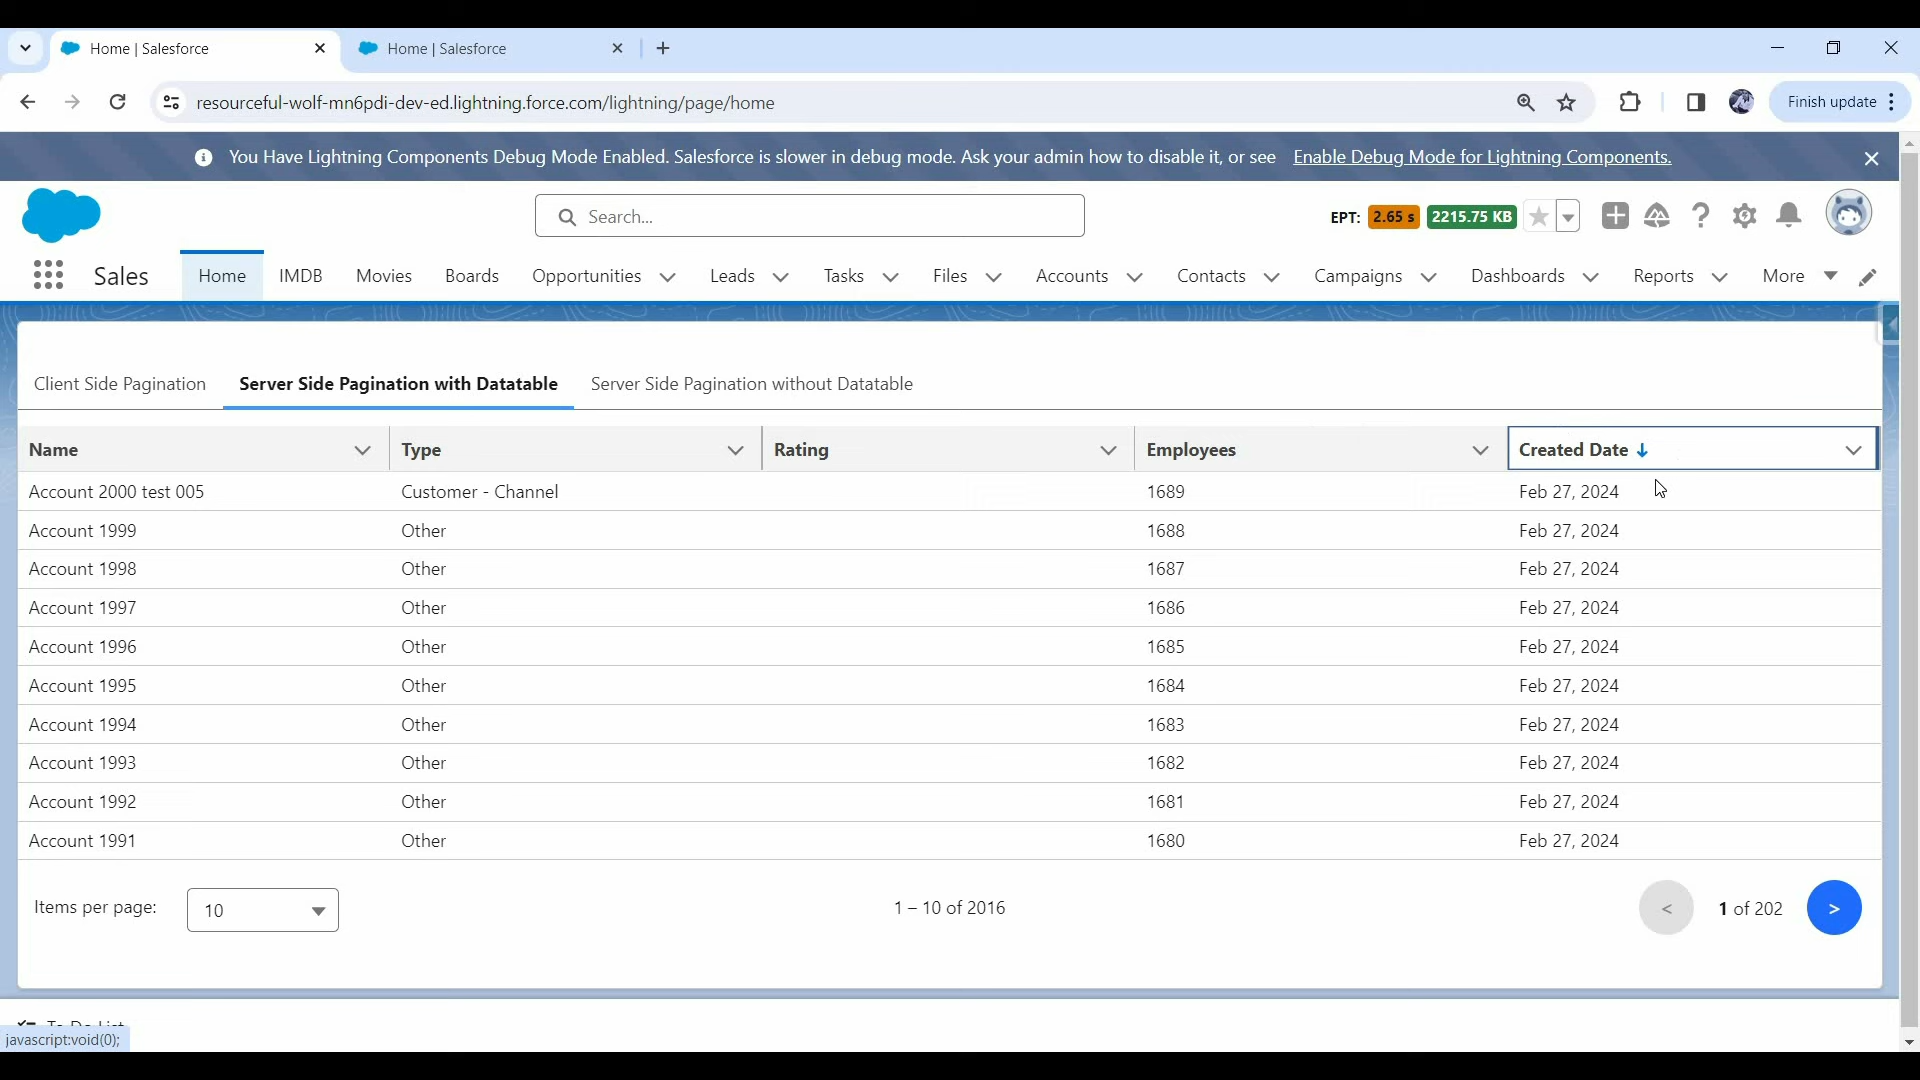 Home | Salesforce
Home | Salesforce
resourceful-wolf-mn6pdi-dev-ed.lightning.force.com/lightning/page/home
Finish update
You Have Lightning Components Debug Mode Enabled. Salesforce is slower in debug mode. Ask your admin how to disable it, or see Enable Debug Mode for Lightning Components.
Search...
EPT: 2.65 s 2215.75 KB
Sales Home IMDB Movies Boards Opportunities Leads Tasks Files Accounts Contacts Campaigns Dashboards Reports More
Client Side Pagination Server Side Pagination with Datatable Server Side Pagination without Datatable
Name Type Rating Employees Created Date
Account 2000 test 005 Customer - Channel 1689 Feb 27, 2024
Account 1999 Other 1688 Feb 27, 2024
Account 1998 Other 1687 Feb 27, 2024
Account 1997 Other 1686 Feb 27, 2024
Account 1996 Other 1685 Feb 27, 2024
Account 1995 Other 1684 Feb 27, 2024
Account 1994 Other 1683 Feb 27, 2024
Account 1993 Other 1682 Feb 27, 2024
Account 1992 Other 1681 Feb 27, 2024
Account 1991 Other 1680 Feb 27, 2024
Items per page: 10 1 – 10 of 2016 < 1 of 202 >
To Do List
javascript:void(0);